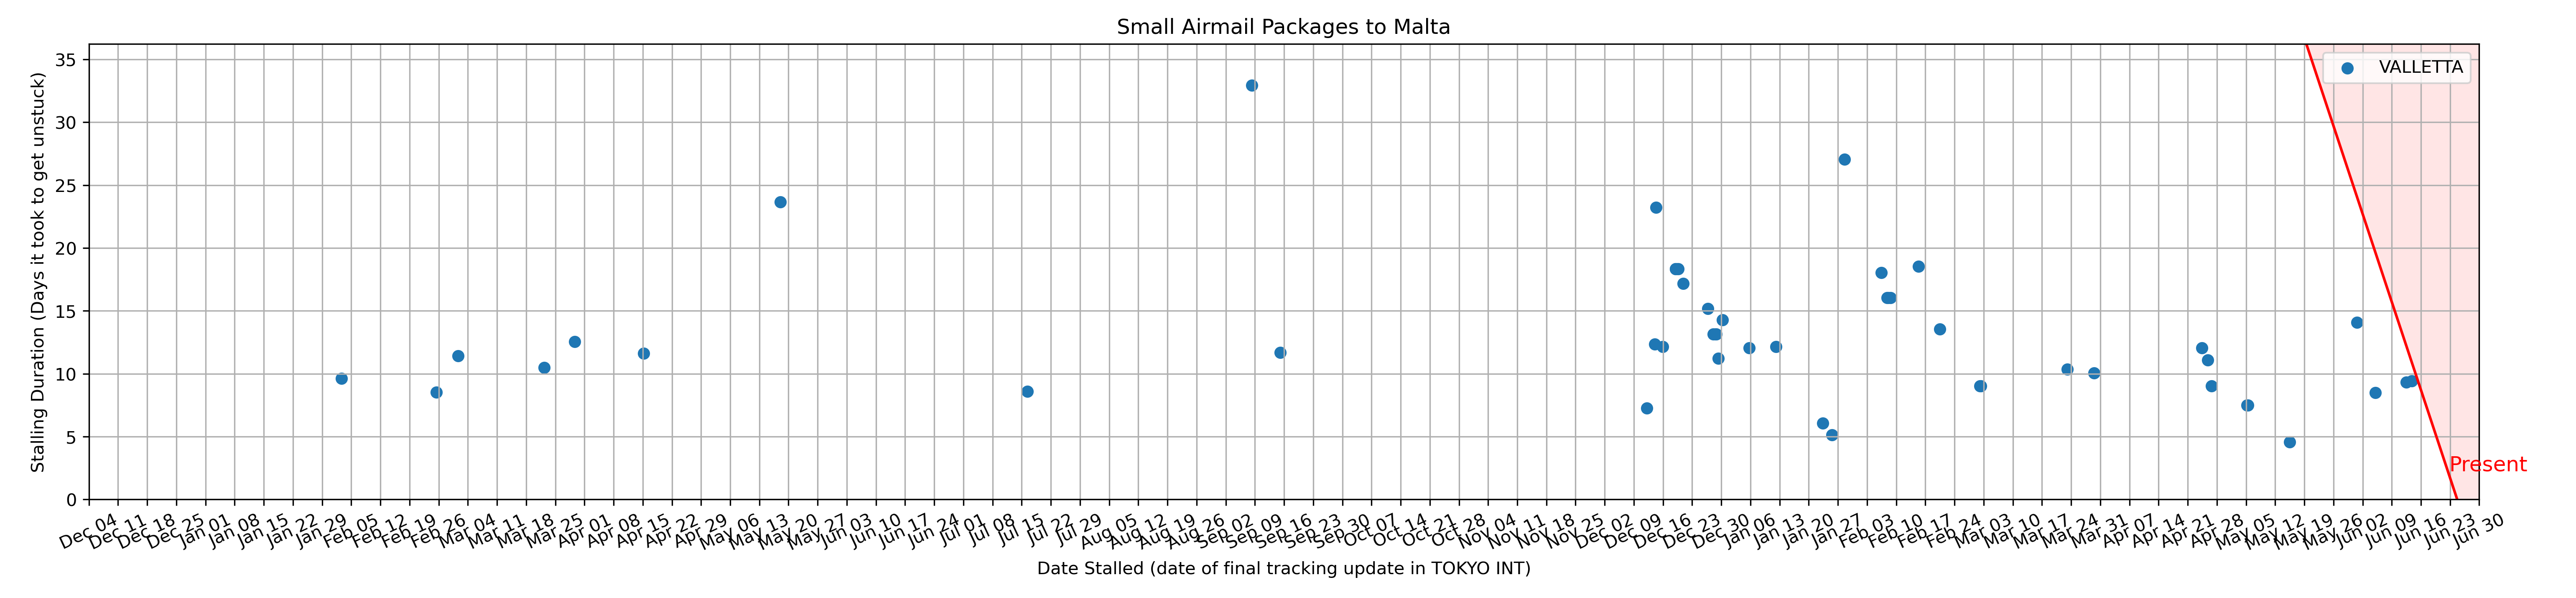 Small Airmail Packages to Malta
VALLETTA
Stalling Duration (Days it took to get unstuck)
35
30
25
20
15
10
5
0
Present
Dec 04
Dec 11
Dec 18
Dec 25
Jan 01
Jan 08
Jan 15
Jan 22
Jan 29
Feb 05
Feb 12
Feb 19
Feb 26
Mar 04
Mar 11
Mar 18
Mar 25
Apr 01
Apr 08
Apr 15
Apr 22
Apr 29
May 06
May 13
May 20
May 27
Jun 03
Jun 10
Jun 17
Jun 24
Jul 01
Jul 08
Jul 15
Jul 22
Jul 29
Aug 05
Aug 12
Aug 19
Aug 26
Sep 02
Sep 09
Sep 16
Sep 23
Sep 30
Oct 07
Oct 14
Oct 21
Oct 28
Nov 04
Nov 11
Nov 18
Nov 25
Dec 02
Dec 09
Dec 16
Dec 23
Dec 30
Jan 06
Jan 13
Jan 20
Jan 27
Feb 03
Feb 10
Feb 17
Feb 24
Mar 03
Mar 10
Mar 17
Mar 24
Mar 31
Apr 07
Apr 14
Apr 21
Apr 28
May 05
May 12
May 19
May 26
Jun 02
Jun 09
Jun 16
Jun 23
Jun 30
Date Stalled (date of final tracking update in TOKYO INT)